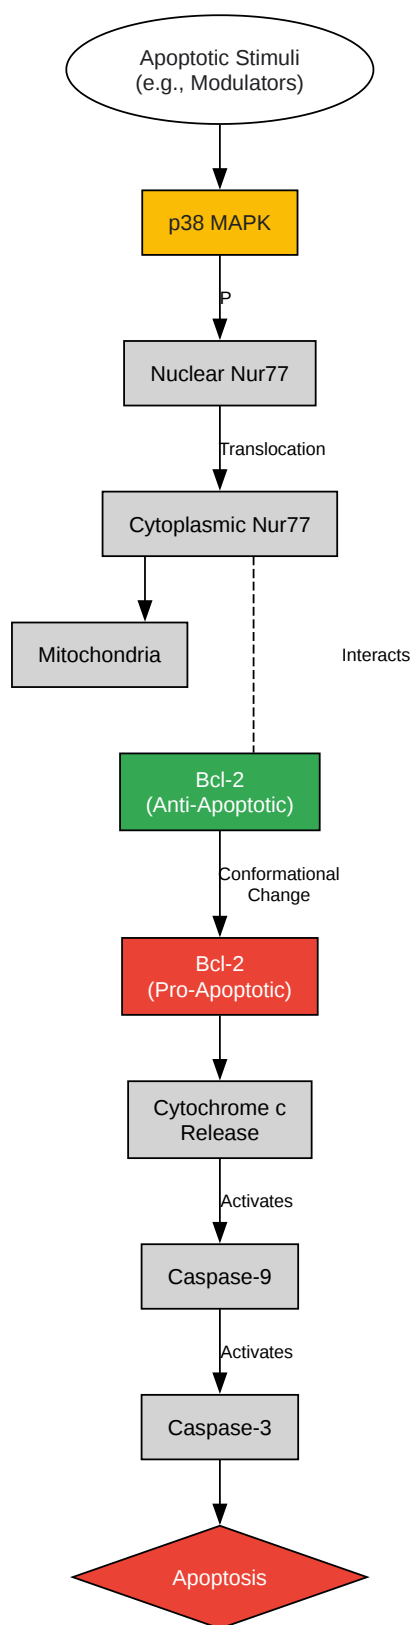 Apoptotic Stimuli
(e.g., Modulators)
p38 MAPK
P
Nuclear Nur77
Translocation
Cytoplasmic Nur77
Mitochondria
Interacts
Bcl-2
(Anti-Apoptotic)
Conformational
Change
Bcl-2
(Pro-Apoptotic)
Cytochrome c
Release
Activates
Caspase-9
Activates
Caspase-3
Apoptosis